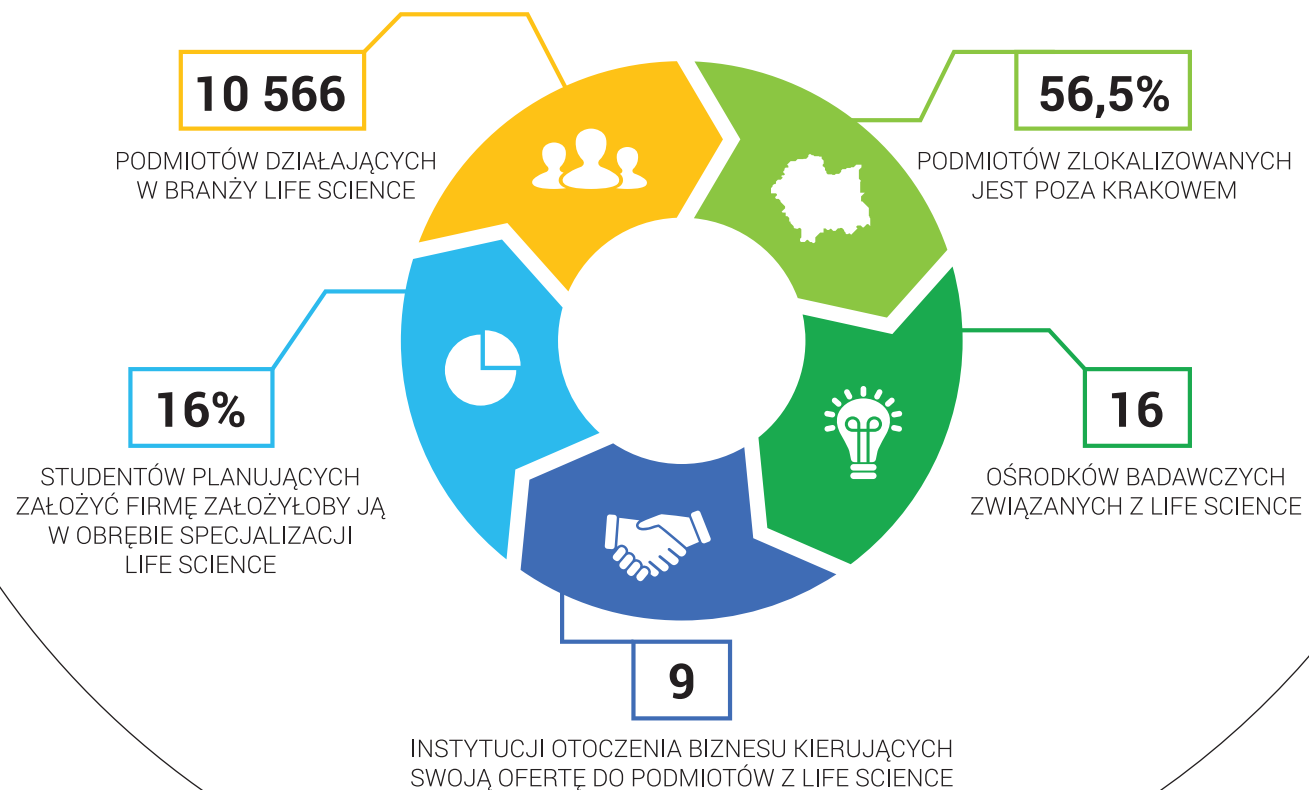 10 566
PODMIOTÓW DZIAŁAJĄCYCH
W BRANŻY LIFE SCIENCE
56,5%
PODMIOTÓW ZLOKALIZOWANYCH
JEST POZA KRAKOWEM
16%
STUDENTÓW PLANUJĄCYCH
ZAŁOŻYĆ FIRMĘ ZAŁOŻYŁOBY JĄ
W OBRĘBIE SPECJALIZACJI
LIFE SCIENCE
16
OŚRODKÓW BADAWCZYCH
ZWIĄZANYCH Z LIFE SCIENCE
9
INSTYTUCJI OTOCZENIA BIZNESU KIERUJĄCYCH
SWOJĄ OFERTĘ DO PODMIOTÓW Z LIFE SCIENCE